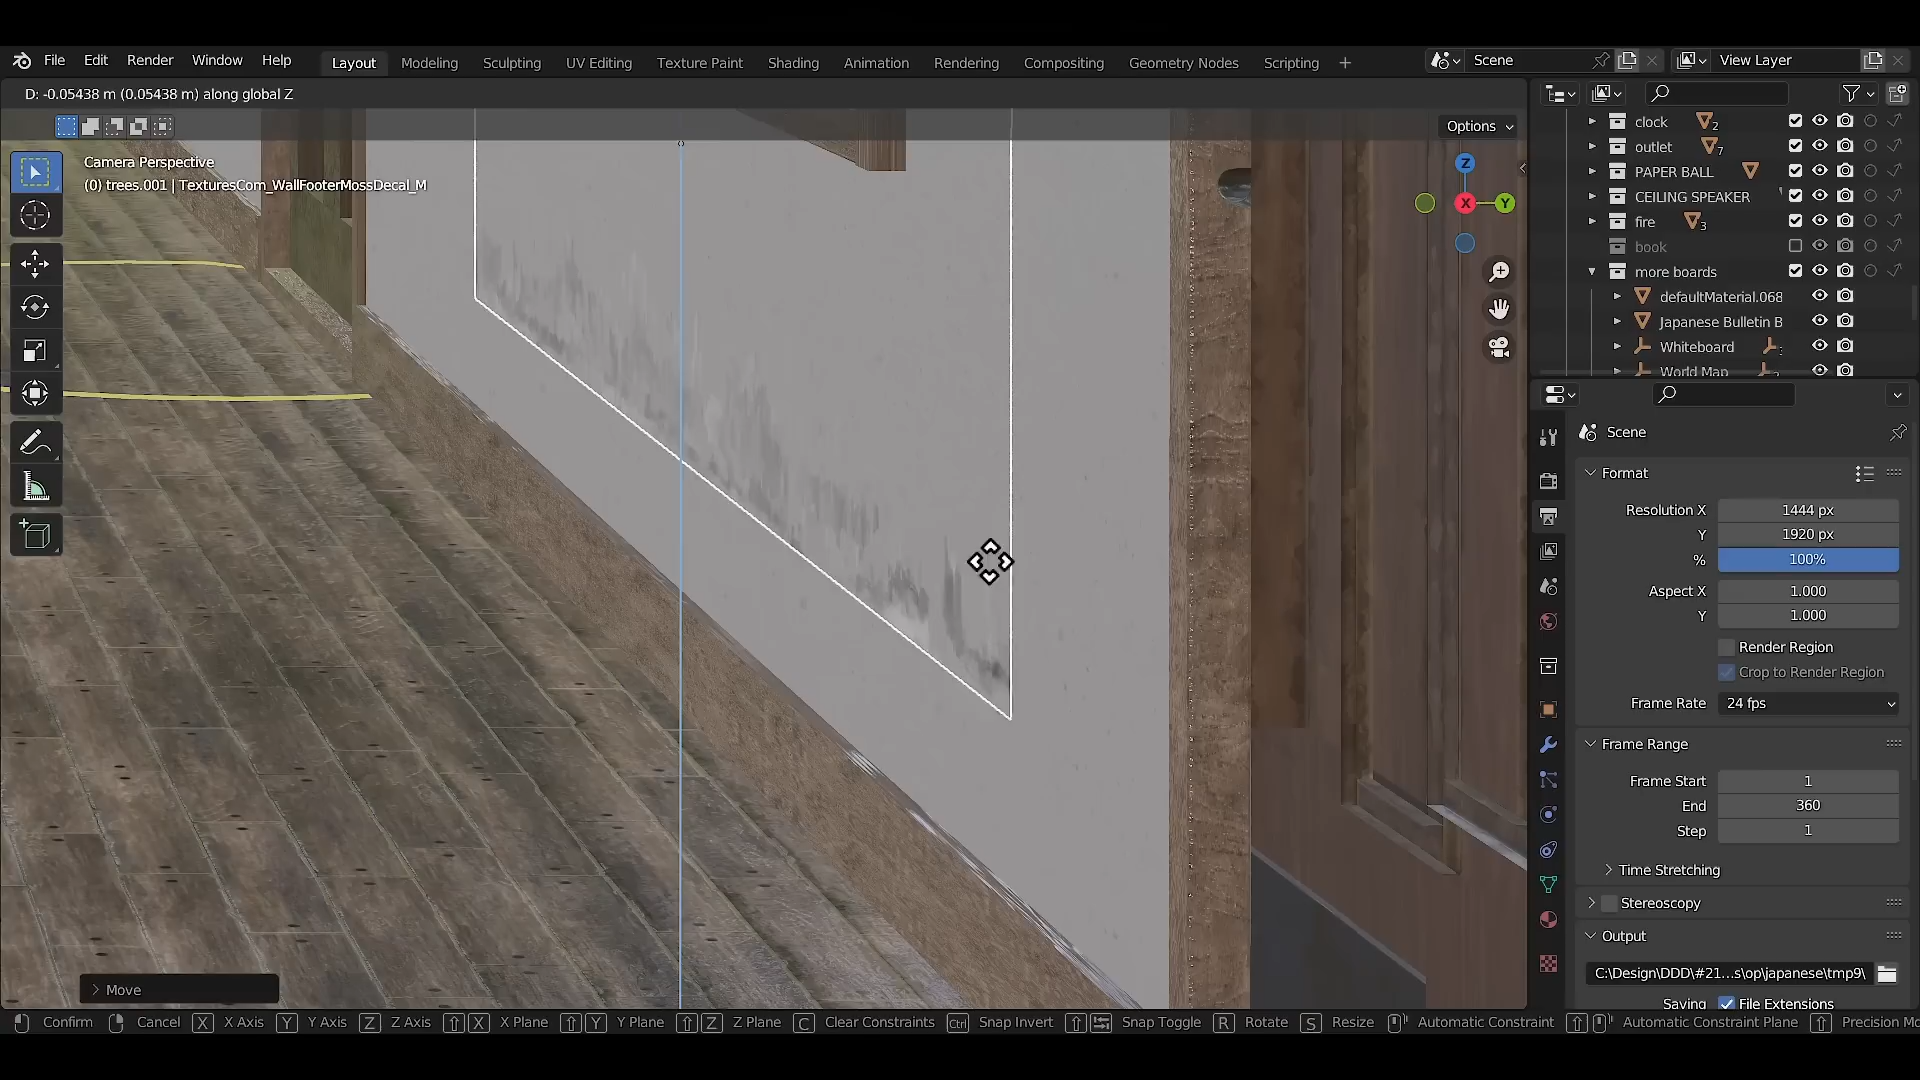 File Edit Render Window Help Layout Modeling Sculpting UV Editing Texture Paint Shading Animation Rendering Compositing Geometry Nodes Scripting + Scene View Layer
D: -0.05438 m (0.05438 m) along global Z
Options
Camera Perspective
(0) trees.001 | TexturesCom_WallFooterMossDecal_M
Z
X
Y
clock 2
outlet 7
PAPER BALL
CEILING SPEAKER
fire 3
book
more boards
defaultMaterial.068
Japanese Bulletin B
Whiteboard
World Map
Scene
Format
Resolution X 1444 px
Y 1920 px
% 100%
Aspect X 1.000
Y 1.000
Render Region
Crop to Render Region
Frame Rate 24 fps
Frame Range
Frame Start 1
End 360
Step 1
Time Stretching
Stereoscopy
Output
C:\Design\DDD\#21...s\op\japanese\tmp9\
Saving File Extensions
Move
Confirm Cancel X X Axis Y Y Axis Z Z Axis X X Plane Y Y Plane Z Z Plane C Clear Constraints Ctrl Snap Invert Snap Toggle R Rotate S Resize Automatic Constraint Automatic Constraint Plane Precision Mo